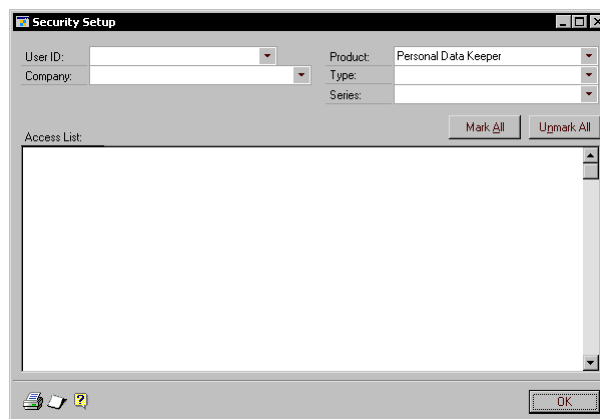 Security Setup
User ID:
Product: Personal Data Keeper
Company:
Type:
Series:
Mark All
Unmark All
Access List:
?
OK